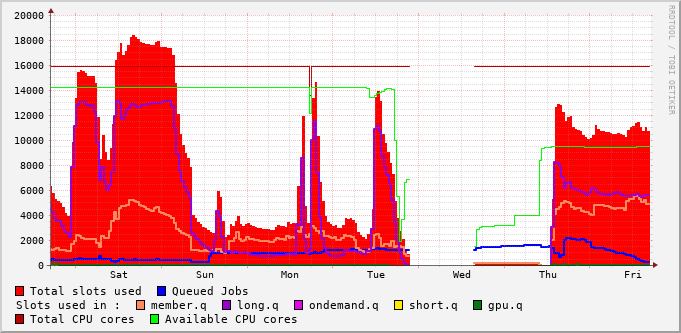 RRDTOOL / TOBI OETIKER
20000
18000
16000
14000
12000
10000
8000
6000
4000
2000
0
Sat Sun Mon Tue Wed Thu Fri
Total slots used Queued Jobs
Slots used in : member.q long.q ondemand.q short.q gpu.q
Total CPU cores Available CPU cores